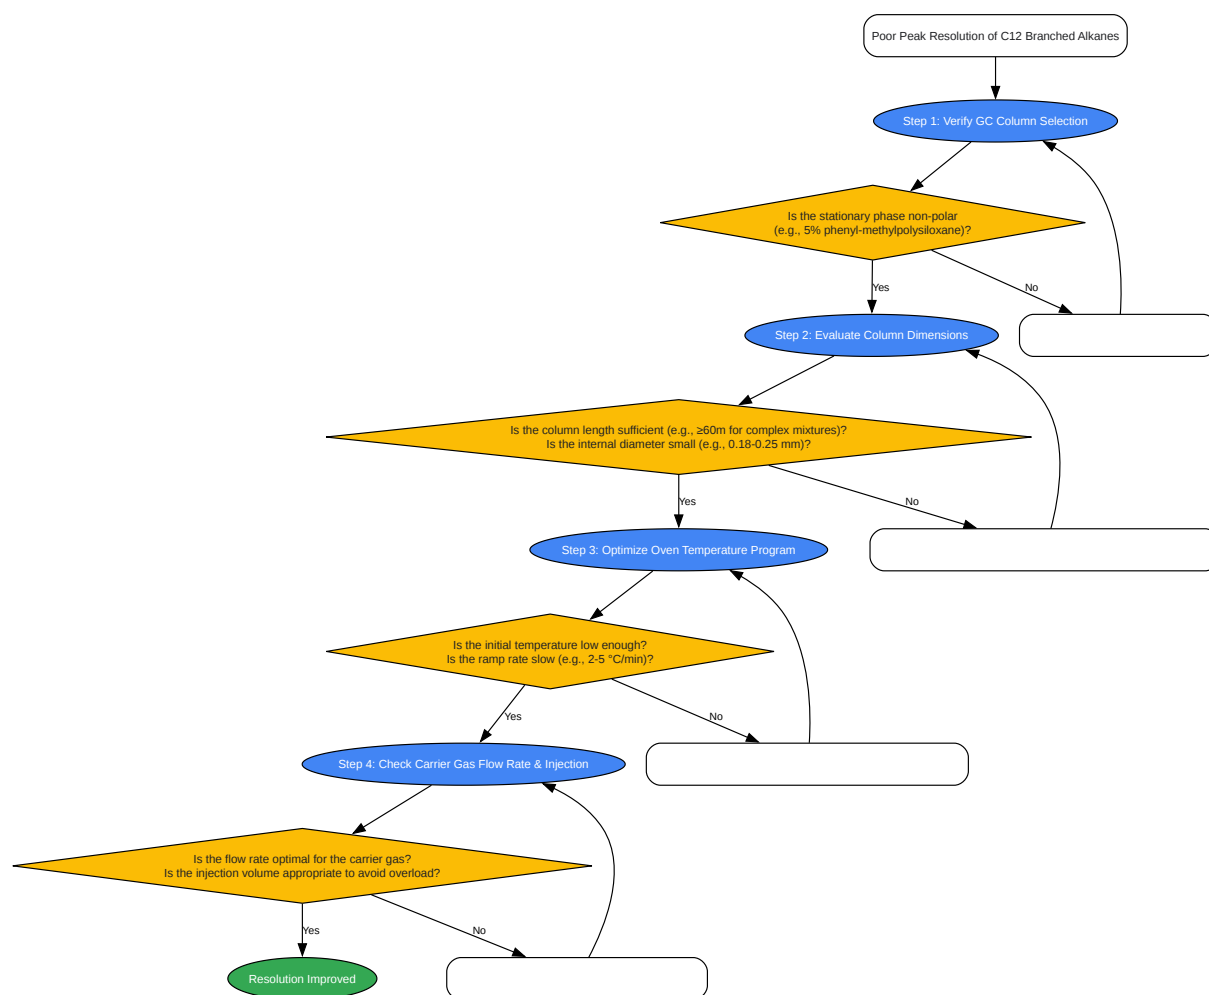 Poor Peak Resolution of C12 Branched Alkanes
Step 1: Verify GC Column Selection
Is the stationary phase non-polar
(e.g., 5% phenyl-methylpolysiloxane)?
Yes
No
Step 2: Evaluate Column Dimensions
Is the column length sufficient (e.g., ≥60m for complex mixtures)?
Is the internal diameter small (e.g., 0.18-0.25 mm)?
Yes
No
Step 3: Optimize Oven Temperature Program
Is the initial temperature low enough?
Is the ramp rate slow (e.g., 2-5 °C/min)?
Yes
No
Step 4: Check Carrier Gas Flow Rate & Injection
Is the flow rate optimal for the carrier gas?
Is the injection volume appropriate to avoid overload?
Yes
No
Resolution Improved